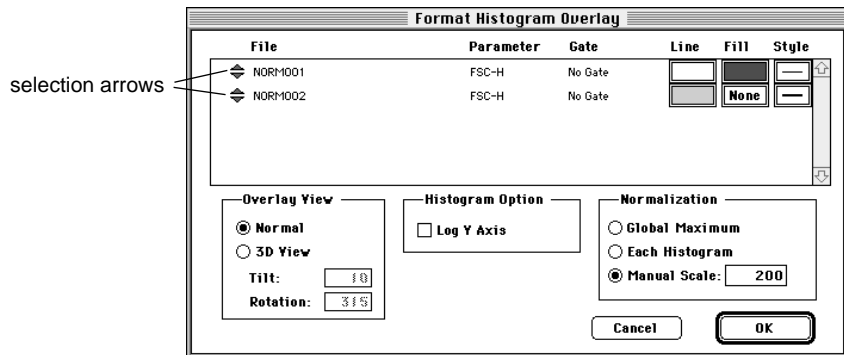 Format Histogram Overlay
File Parameter Gate Line Fill Style
selection arrows
NORM001 FSC-H No Gate
NORM002 FSC-H No Gate None
Overlay View Histogram Option Normalization
Normal Log Y Axis Global Maximum
3D View Each Histogram
Tilt: 10 Manual Scale: 200
Rotation: 315
Cancel OK